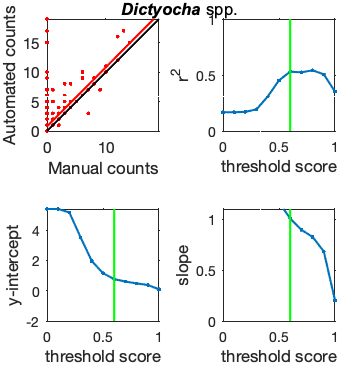 Dictyocha spp.
Automated counts
15
10
5
0
0
10
Manual counts
r²
1
0.5
0
0
0.5
1
threshold score
y-intercept
4
2
0
-2
0
0.5
1
threshold score
slope
1
0.5
0
0
0.5
1
threshold score